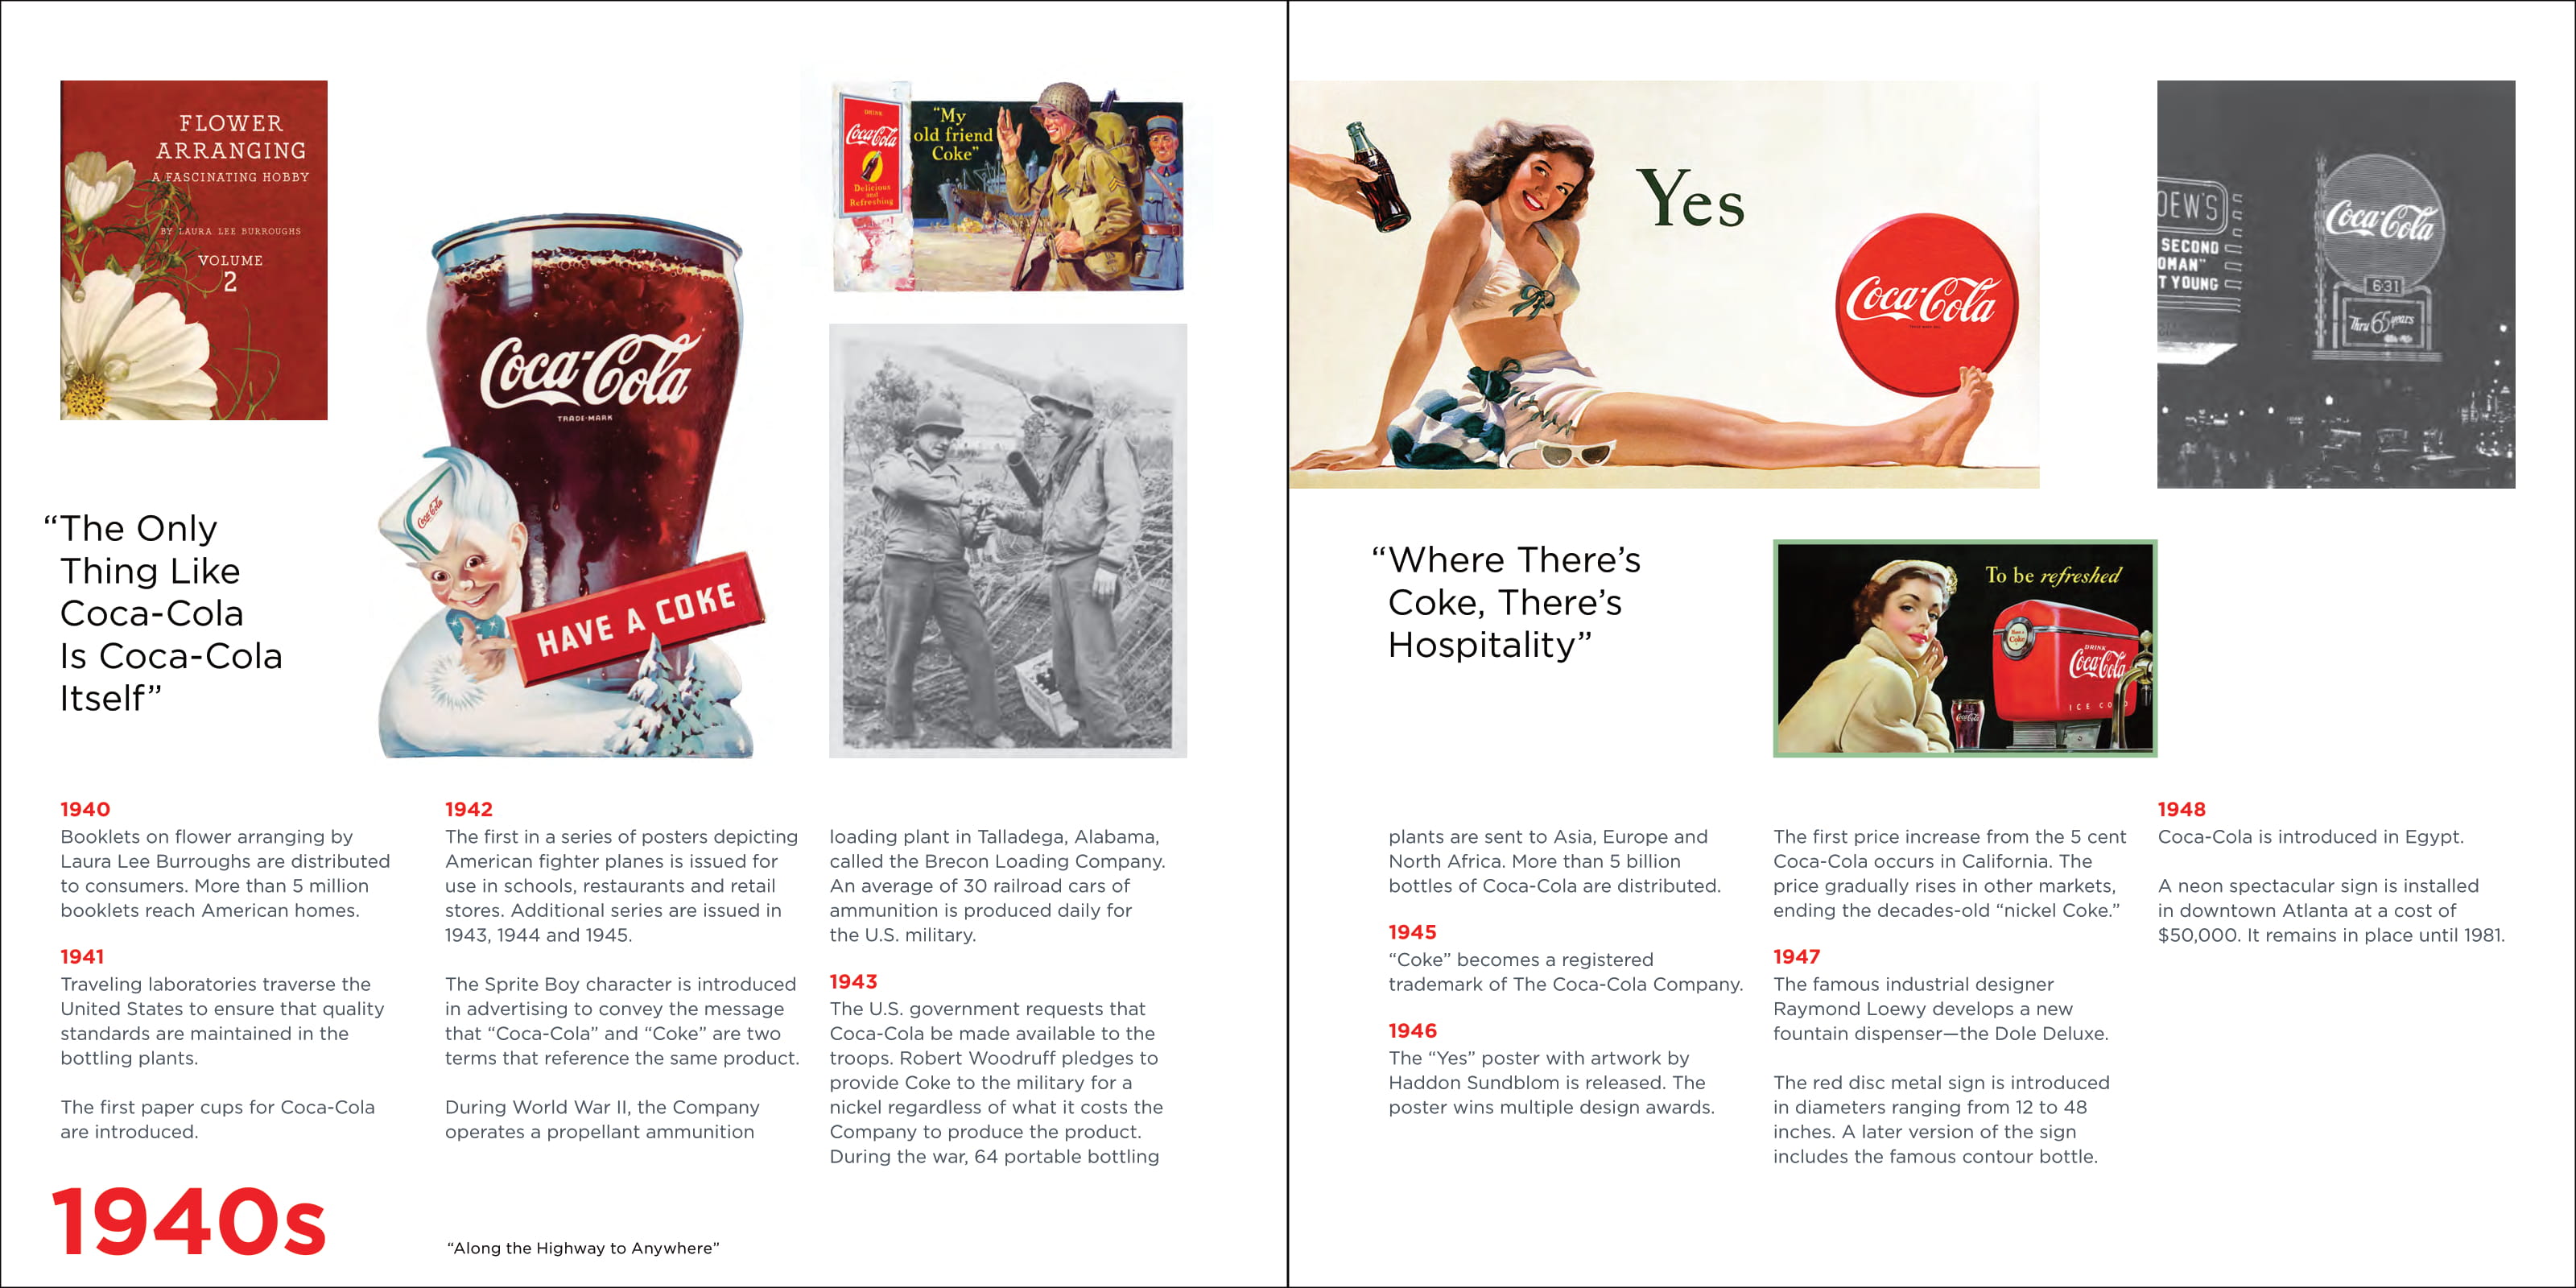 FLOWER
ARRANGING
A FASCINATING HOBBY
BY LAURA LEE BURROUGHS
VOLUME
2
“The Only
Thing Like
Coca-Cola
Is Coca-Cola
Itself”
Coca-Cola
TRADE-MARK
Coca-Cola
HAVE A COKE
DRINK
Coca-Cola
Delicious
and
Refreshing
“My
old friend
Coke”
1940
Booklets on flower arranging by
Laura Lee Burroughs are distributed
to consumers. More than 5 million
booklets reach American homes.
1941
Traveling laboratories traverse the
United States to ensure that quality
standards are maintained in the
bottling plants.
The first paper cups for Coca-Cola
are introduced.
1942
The first in a series of posters depicting
American fighter planes is issued for
use in schools, restaurants and retail
stores. Additional series are issued in
1943, 1944 and 1945.
The Sprite Boy character is introduced
in advertising to convey the message
that “Coca-Cola” and “Coke” are two
terms that reference the same product.
During World War II, the Company
operates a propellant ammunition
loading plant in Talladega, Alabama,
called the Brecon Loading Company.
An average of 30 railroad cars of
ammunition is produced daily for
the U.S. military.
1943
The U.S. government requests that
Coca-Cola be made available to the
troops. Robert Woodruff pledges to
provide Coke to the military for a
nickel regardless of what it costs the
Company to produce the product.
During the war, 64 portable bottling
1940s
“Along the Highway to Anywhere”
Yes
Coca-Cola
OEW'S
SECOND
OMAN"
T YOUNG
Coca-Cola
6:31
Thru 65 years
“Where There’s
Coke, There’s
Hospitality”
To be refreshed
Have a
Coke
DRINK
Coca-Cola
ICE CO D
Coca-Cola
plants are sent to Asia, Europe and
North Africa. More than 5 billion
bottles of Coca-Cola are distributed.
1945
“Coke” becomes a registered
trademark of The Coca-Cola Company.
1946
The “Yes” poster with artwork by
Haddon Sundblom is released. The
poster wins multiple design awards.
The first price increase from the 5 cent
Coca-Cola occurs in California. The
price gradually rises in other markets,
ending the decades-old “nickel Coke.”
1947
The famous industrial designer
Raymond Loewy develops a new
fountain dispenser—the Dole Deluxe.
The red disc metal sign is introduced
in diameters ranging from 12 to 48
inches. A later version of the sign
includes the famous contour bottle.
1948
Coca-Cola is introduced in Egypt.
A neon spectacular sign is installed
in downtown Atlanta at a cost of
$50,000. It remains in place until 1981.